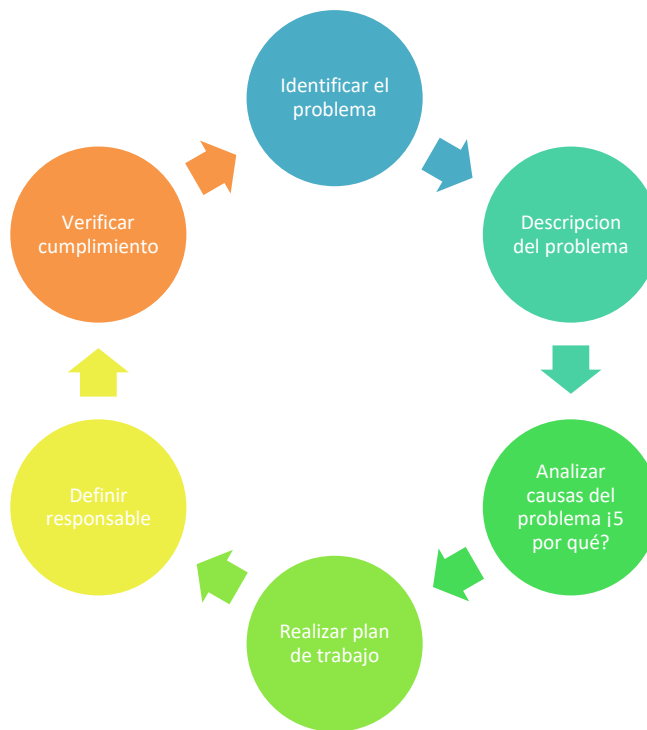 Identificar el
problema
Descripcion
del problema
Analizar
causas del
problema ¡5
por qué?
Realizar plan
de trabajo
Definir
responsable
Verificar
cumplimiento